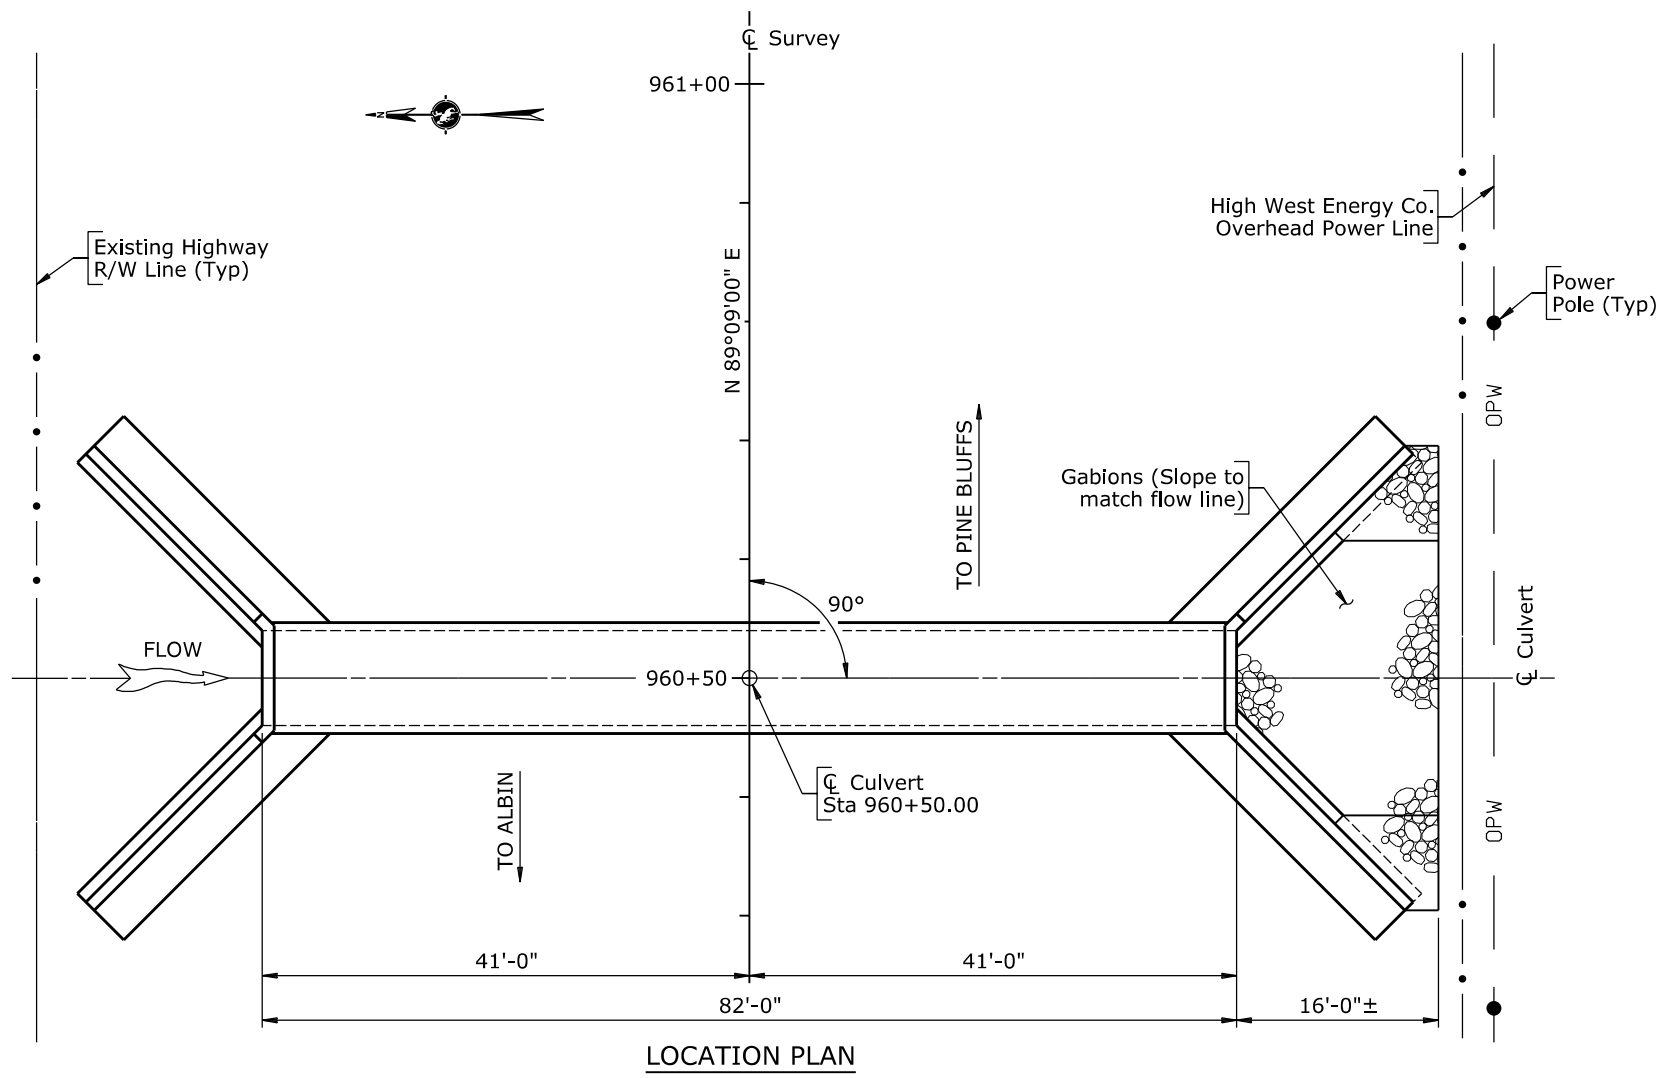 ℄ Survey
961+00
N
High West Energy Co.
Overhead Power Line
Existing Highway
R/W Line (Typ)
Power
Pole (Typ)
N 89°09'00" E
OPW
TO PINE BLUFFS
Gabions (Slope to
match flow line)
90°
℄ Culvert
FLOW
960+50
℄ Culvert
Sta 960+50.00
TO ALBIN
OPW
41'-0"
41'-0"
82'-0"
16'-0"±
LOCATION PLAN